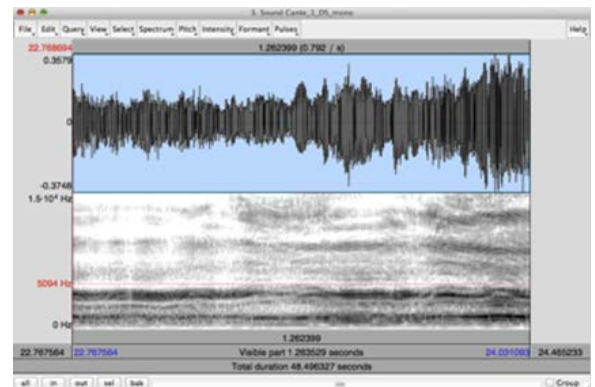 3. Sound Cante_1_DS_mono
File Edit Query View Select Spectrum Pitch Intensity Formant Pulses Help
22.768694 1.262399 (0.792 / s)
0.3579
0
-0.3748
1.5·10⁴ Hz
5094 Hz
0 Hz
1.262399
22.767564 22.767564 Visible part 1.263529 seconds 24.031093 24.465233
Total duration 48.496327 seconds
all in out sel bak Group